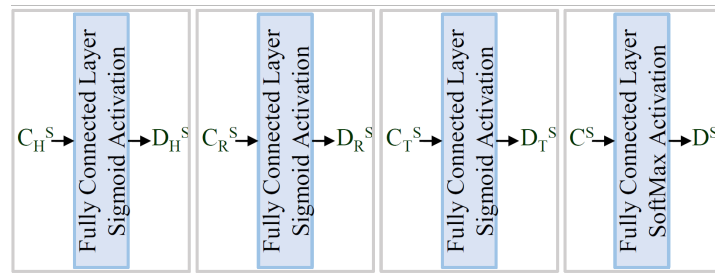 C_H^S
Fully Connected Layer
Sigmoid Activation
D_H^S
C_R^S
Fully Connected Layer
Sigmoid Activation
D_R^S
C_T^S
Fully Connected Layer
Sigmoid Activation
D_T^S
C^S
Fully Connected Layer
SoftMax Activation
D^S